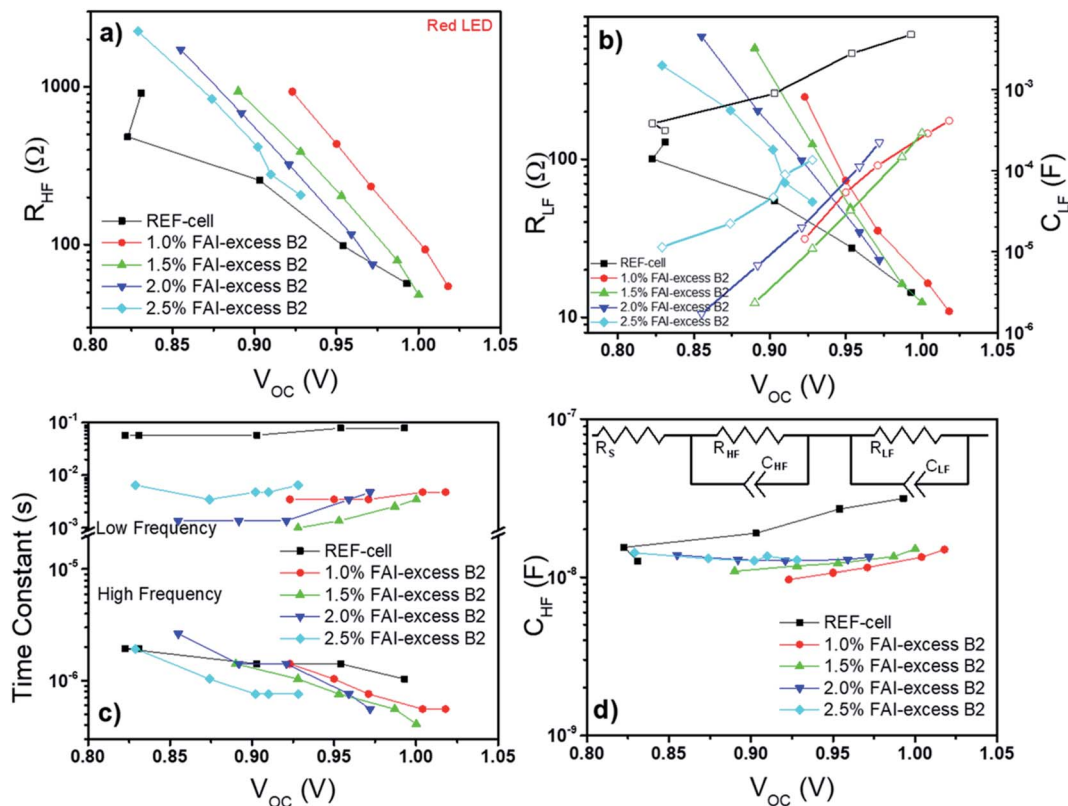 a)
Red LED
1000
100
R_HF (Ω)
REF-cell
1.0% FAI-excess B2
1.5% FAI-excess B2
2.0% FAI-excess B2
2.5% FAI-excess B2
0.80 0.85 0.90 0.95 1.00 1.05
V_OC (V)
b)
100
10
R_LF (Ω)
10^-3
10^-4
10^-5
10^-6
C_LF (F)
REF-cell
1.0% FAI-excess B2
1.5% FAI-excess B2
2.0% FAI-excess B2
2.5% FAI-excess B2
0.80 0.85 0.90 0.95 1.00 1.05
V_OC (V)
10^-1
10^-2
10^-3
10^-5
10^-6
Time Constant (s)
Low Frequency
High Frequency
REF-cell
1.0% FAI-excess B2
1.5% FAI-excess B2
2.0% FAI-excess B2
2.5% FAI-excess B2
c)
0.80 0.85 0.90 0.95 1.00 1.05
V_OC (V)
10^-7
10^-8
10^-9
C_HF (F)
R_S
R_HF
C_HF
R_LF
C_LF
REF-cell
1.0% FAI-excess B2
1.5% FAI-excess B2
2.0% FAI-excess B2
2.5% FAI-excess B2
d)
0.80 0.85 0.90 0.95 1.00 1.05
V_OC (V)